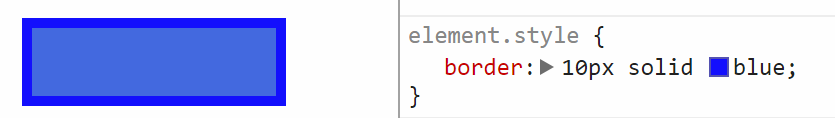 element.style {
border: 10px solid blue;
}